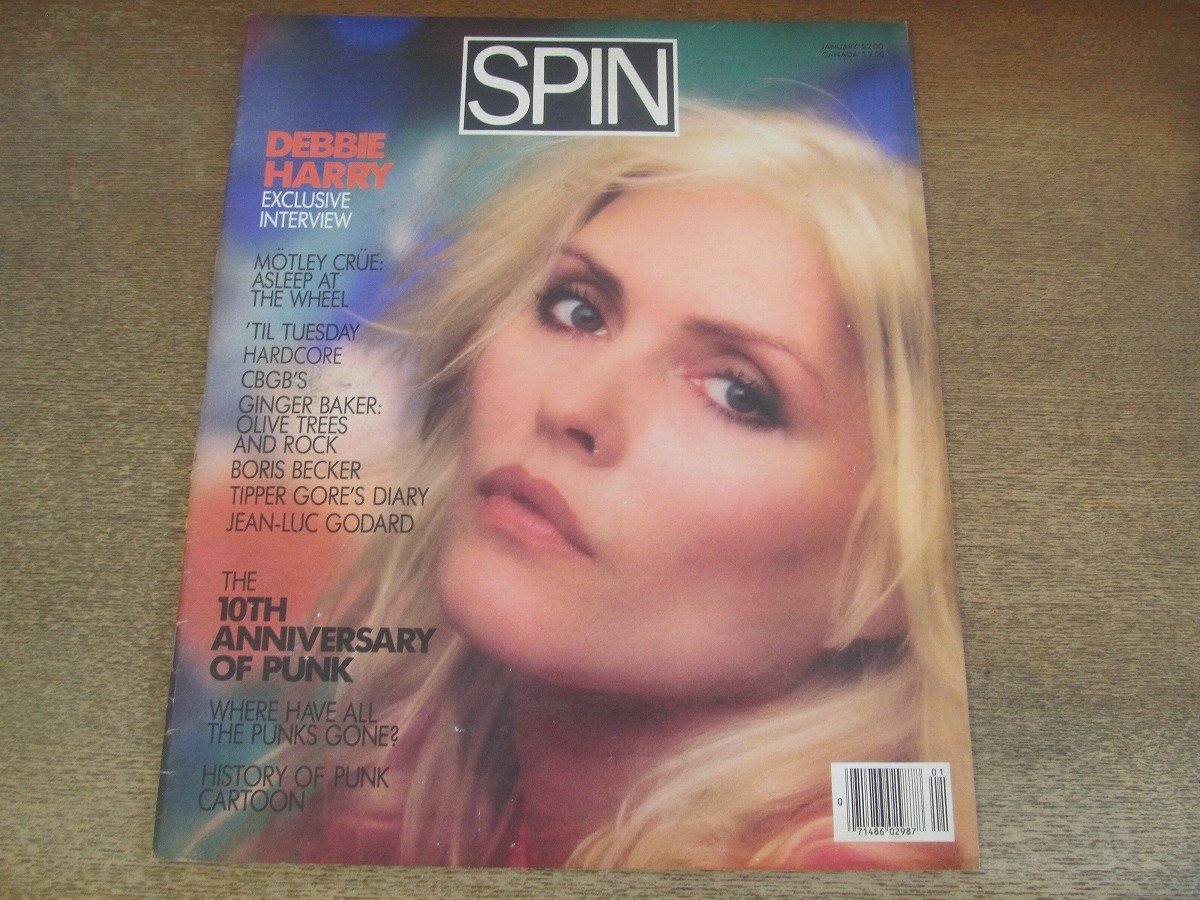 SPIN
JANUARY $2.00
CANADA $2.50
DEBBIE
HARRY
EXCLUSIVE
INTERVIEW
MÖTLEY CRÜE:
ASLEEP AT
THE WHEEL
'TIL TUESDAY
HARDCORE
CBGB'S
GINGER BAKER:
OLIVE TREES
AND ROCK
BORIS BECKER
TIPPER GORE'S DIARY
JEAN-LUC GODARD
THE
10TH
ANNIVERSARY
OF PUNK
WHERE HAVE ALL
THE PUNKS GONE?
HISTORY OF PUNK
CARTOON
01
0 71486 02987